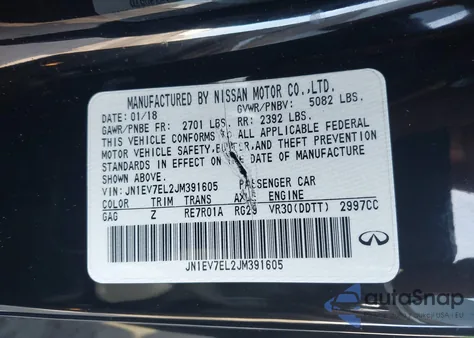 MANUFACTURED BY NISSAN MOTOR CO.,LTD.
DATE: 01/18 GVWR/PNBV: 5082 LBS.
GAWR/PNBE FR: 2701 LBS. RR: 2392 LBS.
THIS VEHICLE CONFORMS TO ALL APPLICABLE FEDERAL
MOTOR VEHICLE SAFETY, BUMPER, AND THEFT PREVENTION
STANDARDS IN EFFECT ON THE DATE OF MANUFACTURE
SHOWN ABOVE.
VIN: JN1EV7EL2JM391605 PASSENGER CAR
COLOR TRIM TRANS AXLE ENGINE
GAG Z RE7R01A RG29 VR30(DDTT) 2997CC
INFINITI
JN1EV7EL2JM391605
autoSnap